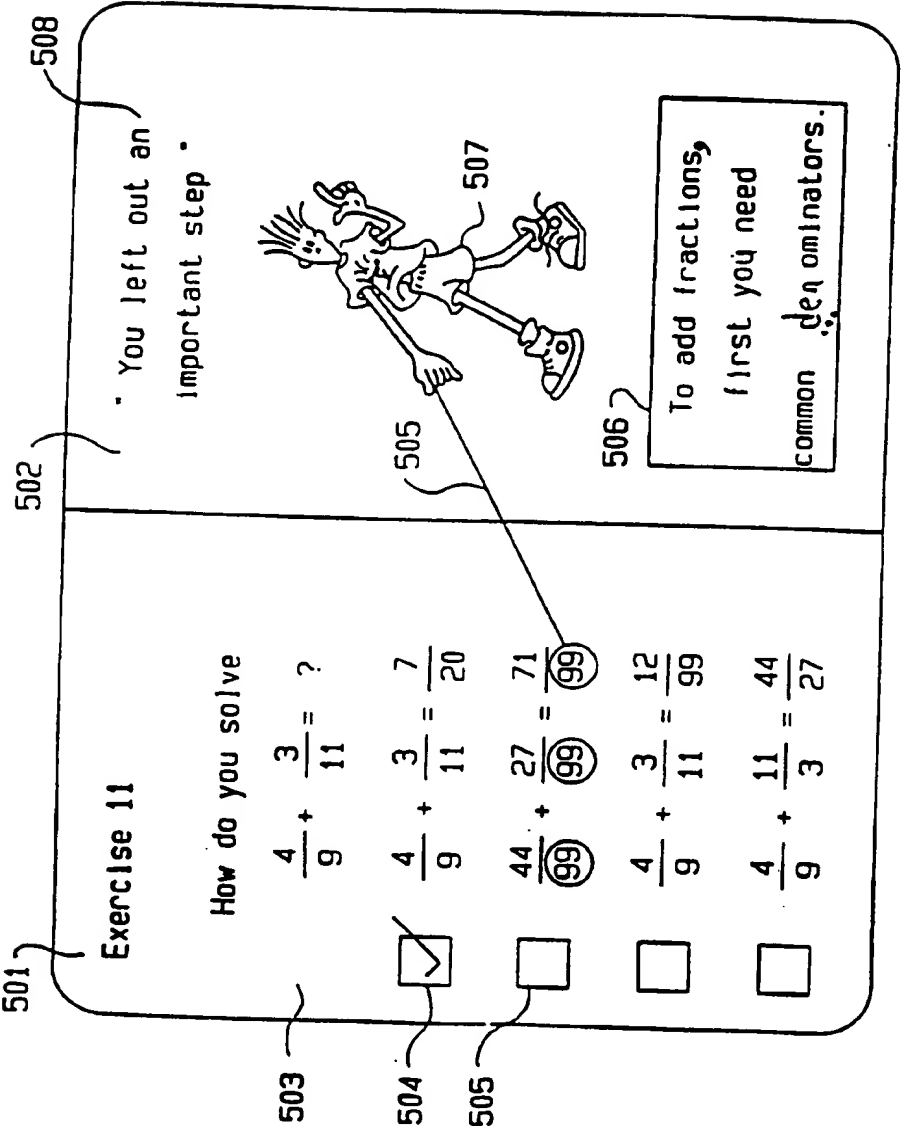 501
502
508
Exercise 11
" You left out an
important step "
503
How do you solve
4/9 + 3/11 = ?
504
4/9 + 3/11 = 7/20
505
505
44/99 + 27/99 = 71/99
4/9 + 3/11 = 12/99
4/9 + 11/3 = 44/27
507
506
To add fractions,
first you need
common denominators.